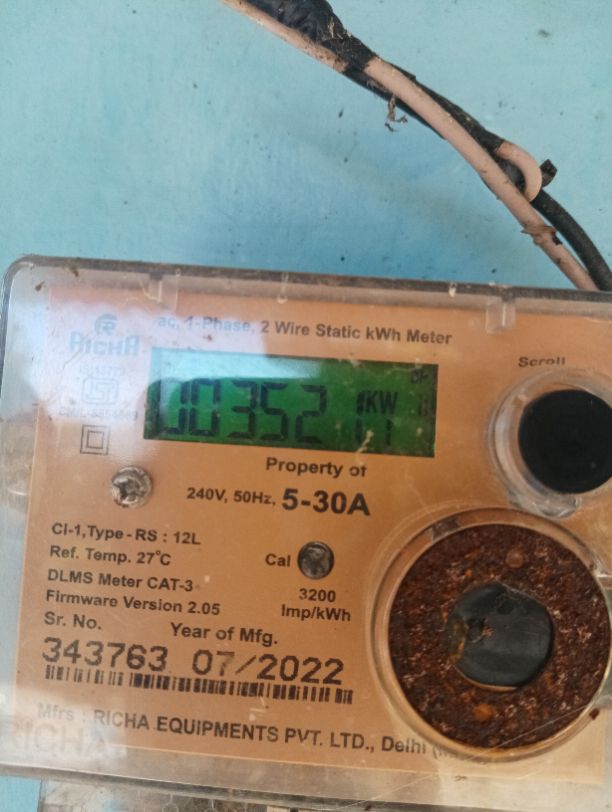 RICHA
ac, 1-Phase, 2 Wire Static kWh Meter
Scroll
00352
KW
Property of
240V, 50Hz, 5-30A
Cl-1,Type - RS : 12L
Ref. Temp. 27°C
Cal
DLMS Meter CAT-3
3200
Firmware Version 2.05
Imp/kWh
Sr. No.
Year of Mfg.
343763 07/2022
Mfrs : RICHA EQUIPMENTS PVT. LTD., Delhi
RICHA